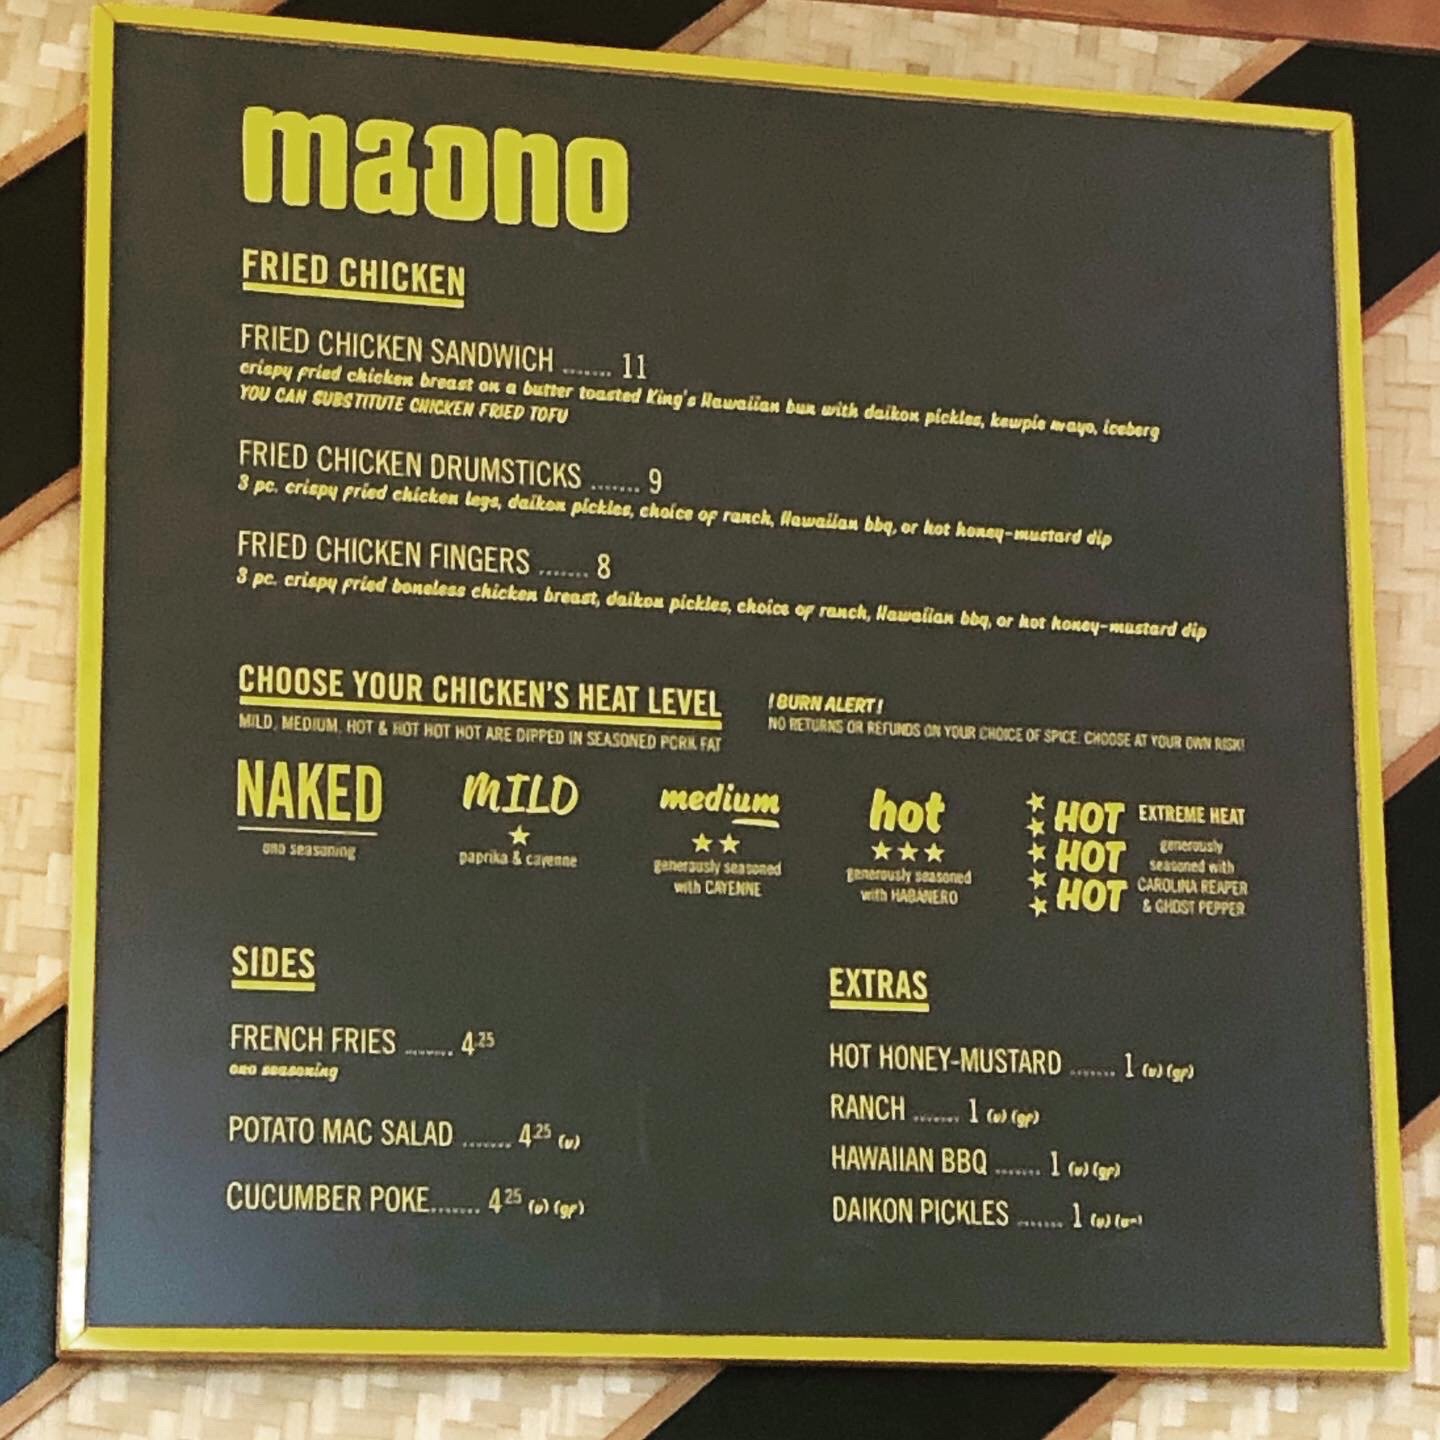 maono
FRIED CHICKEN
FRIED CHICKEN SANDWICH ....... 11
crispy fried chicken breast on a butter toasted King's Hawaiian bun with daikon pickles, kewpie mayo, iceberg
YOU CAN SUBSTITUTE CHICKEN FRIED TOFU
FRIED CHICKEN DRUMSTICKS ....... 9
3 pc. crispy fried chicken legs, daikon pickles, choice of ranch, Hawaiian bbq, or hot honey-mustard dip
FRIED CHICKEN FINGERS ....... 8
3 pc. crispy fried boneless chicken breast, daikon pickles, choice of ranch, Hawaiian bbq, or hot honey-mustard dip
CHOOSE YOUR CHICKEN'S HEAT LEVEL
MILD, MEDIUM, HOT & HOT HOT HOT ARE DIPPED IN SEASONED PORK FAT
! BURN ALERT !
NO RETURNS OR REFUNDS ON YOUR CHOICE OF SPICE. CHOOSE AT YOUR OWN RISK!
NAKED
ono seasoning
MILD
★
paprika & cayenne
medium
★★
generously seasoned
with CAYENNE
hot
★★★
generously seasoned
with HABANERO
HOT
HOT
HOT
EXTREME HEAT
generously
seasoned with
CAROLINA REAPER
& GHOST PEPPER
SIDES
FRENCH FRIES ....... 4.25
ono seasoning
POTATO MAC SALAD ....... 4.25 (v)
CUCUMBER POKE....... 4.25 (v) (gf)
EXTRAS
HOT HONEY-MUSTARD ....... 1 (v) (gf)
RANCH ....... 1 (v) (gf)
HAWAIIAN BBQ ....... 1 (v) (gf)
DAIKON PICKLES ....... 1 (v)